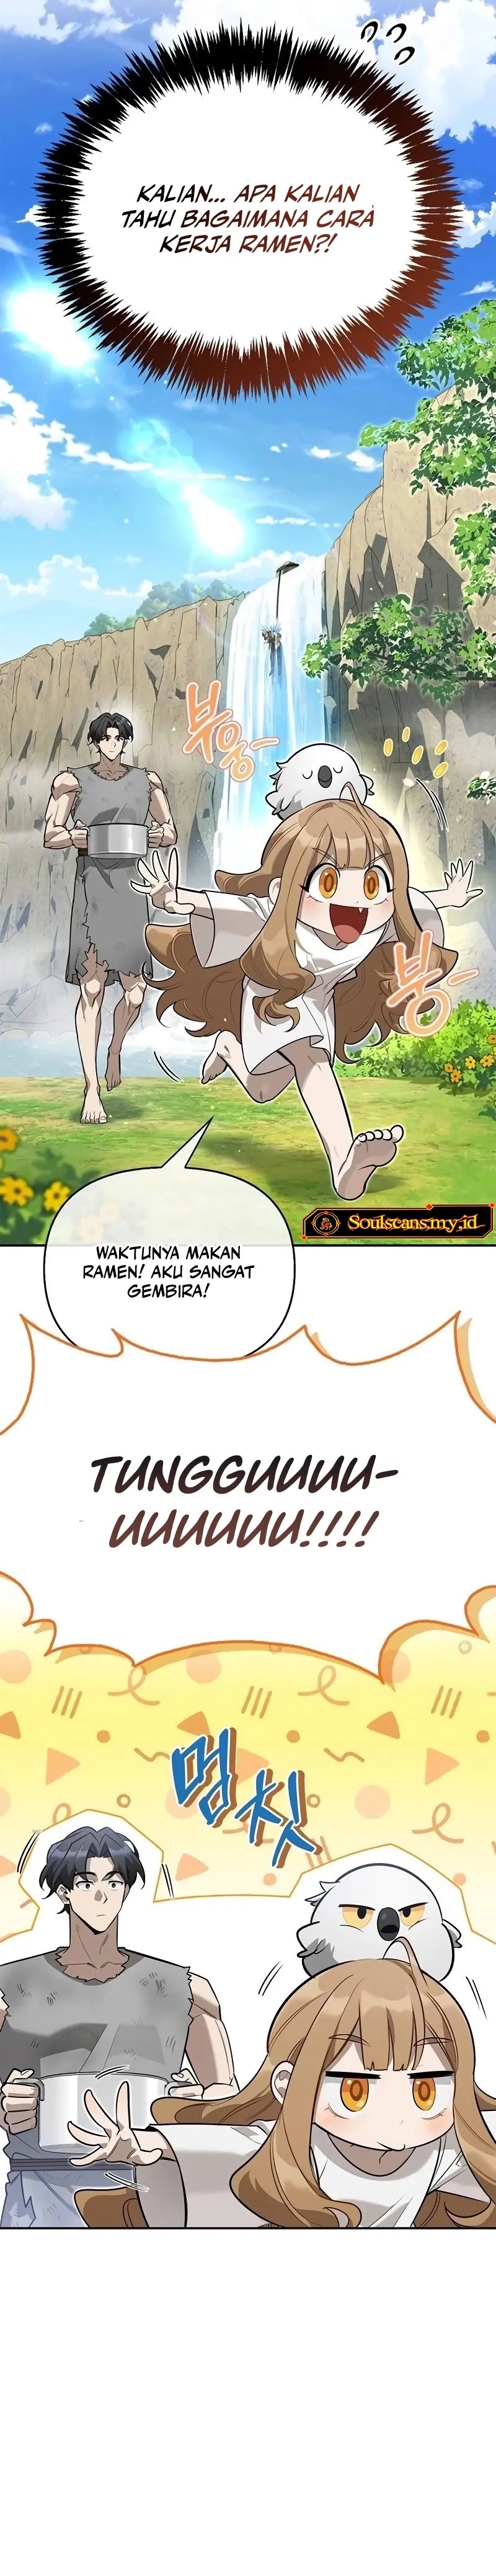 KALIAN... APA KALIAN
TAHU BAGAIMANA CARA
KERJA RAMEN?!
부웅-
붕-
Soulscans.my.id
WAKTUNYA MAKAN
RAMEN! AKU SANGAT
GEMBIRA!
TUNGGUUUU-
UUUUUUU!!!!
멈칫